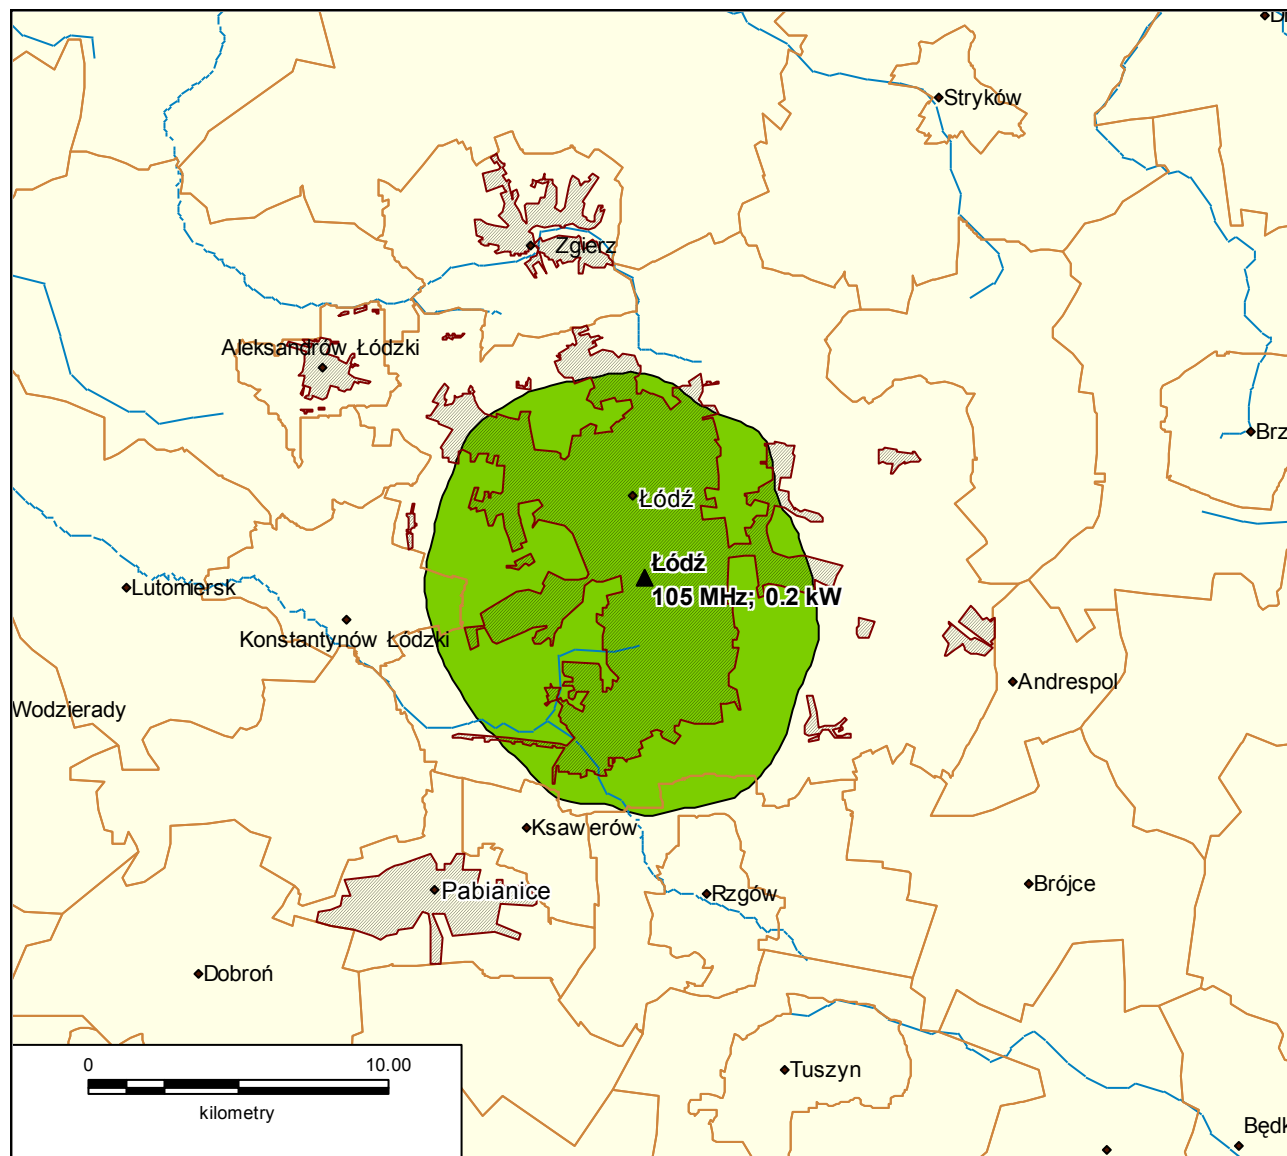 Stryków
Zgierz
Aleksandrów Łódzki
Brz
Łódź
Łódź
105 MHz; 0.2 kW
Lutomiersk
Konstantynów Łódzki
Andrespol
Wodzierady
Ksawerów
Pabianice
Rzgów
Brójce
Dobroń
Tuszyn
0 10.00
kilometry
Będk